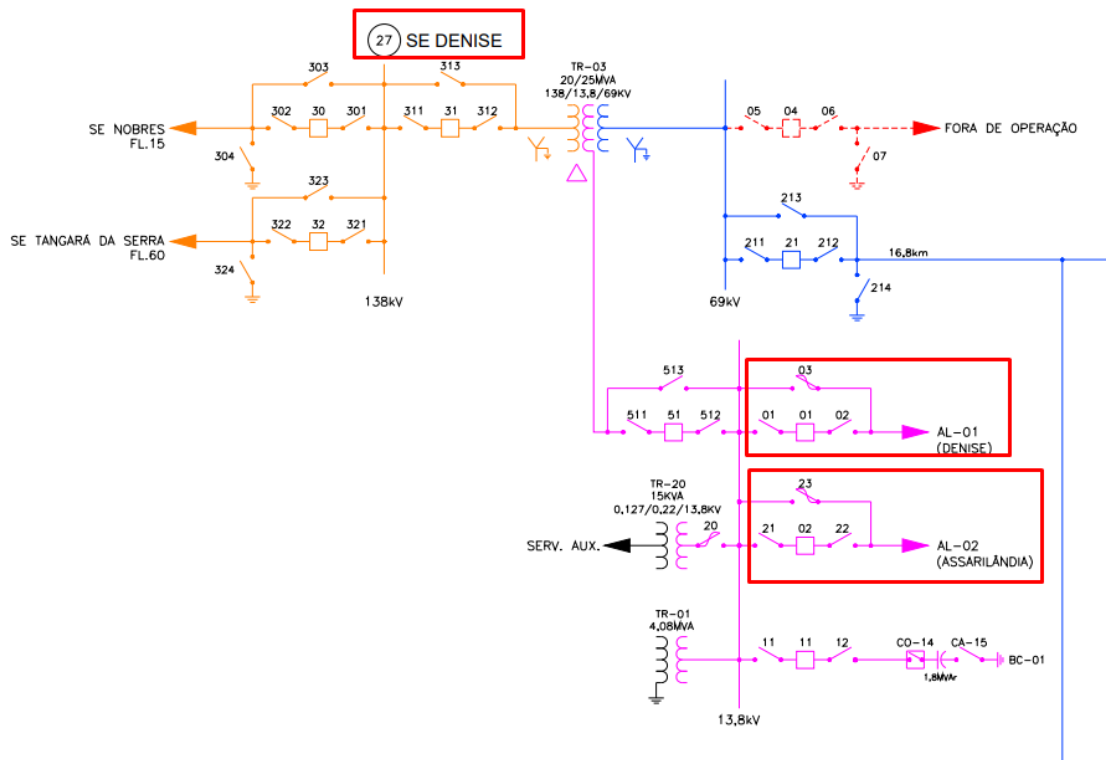 27 SE DENISE
303
313
TR-03
20/25MVA
138/13,8/69KV
302 30 301
311 31 312
05 04 06
SE NOBRES
FL.15
FORA DE OPERAÇÃO
304
07
323
213
322 32 321
211 21 212
SE TANGARÁ DA SERRA
FL.60
16,8km
324
214
138kV
69kV
513
03
511 51 512
01 01 02
AL-01
(DENISE)
TR-20
15KVA
0.127/0.22/13.8KV
23
20
21 02 22
SERV. AUX.
AL-02
(ASSARILÂNDIA)
TR-01
4.08MVA
11 11 12
CO-14 CA-15
BC-01
1,8MVAr
13,8kV